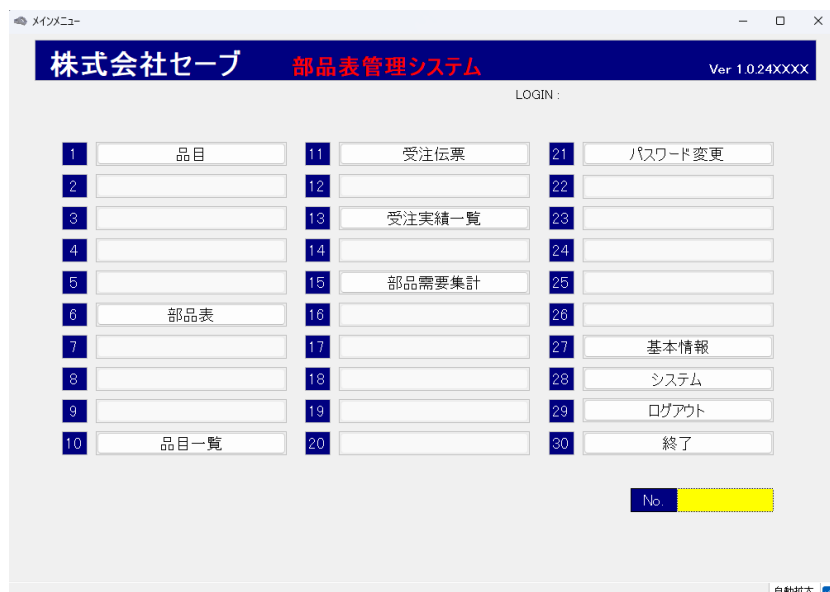 メインメニュー
株式会社セーブ 部品表管理システム Ver 1.0.24XXXX
LOGIN :
1 品目 11 受注伝票 21 パスワード変更
2 12 22
3 13 受注実績一覧 23
4 14 24
5 15 部品需要集計 25
6 部品表 16 26
7 17 27 基本情報
8 18 28 システム
9 19 29 ログアウト
10 品目一覧 20 30 終了
No.